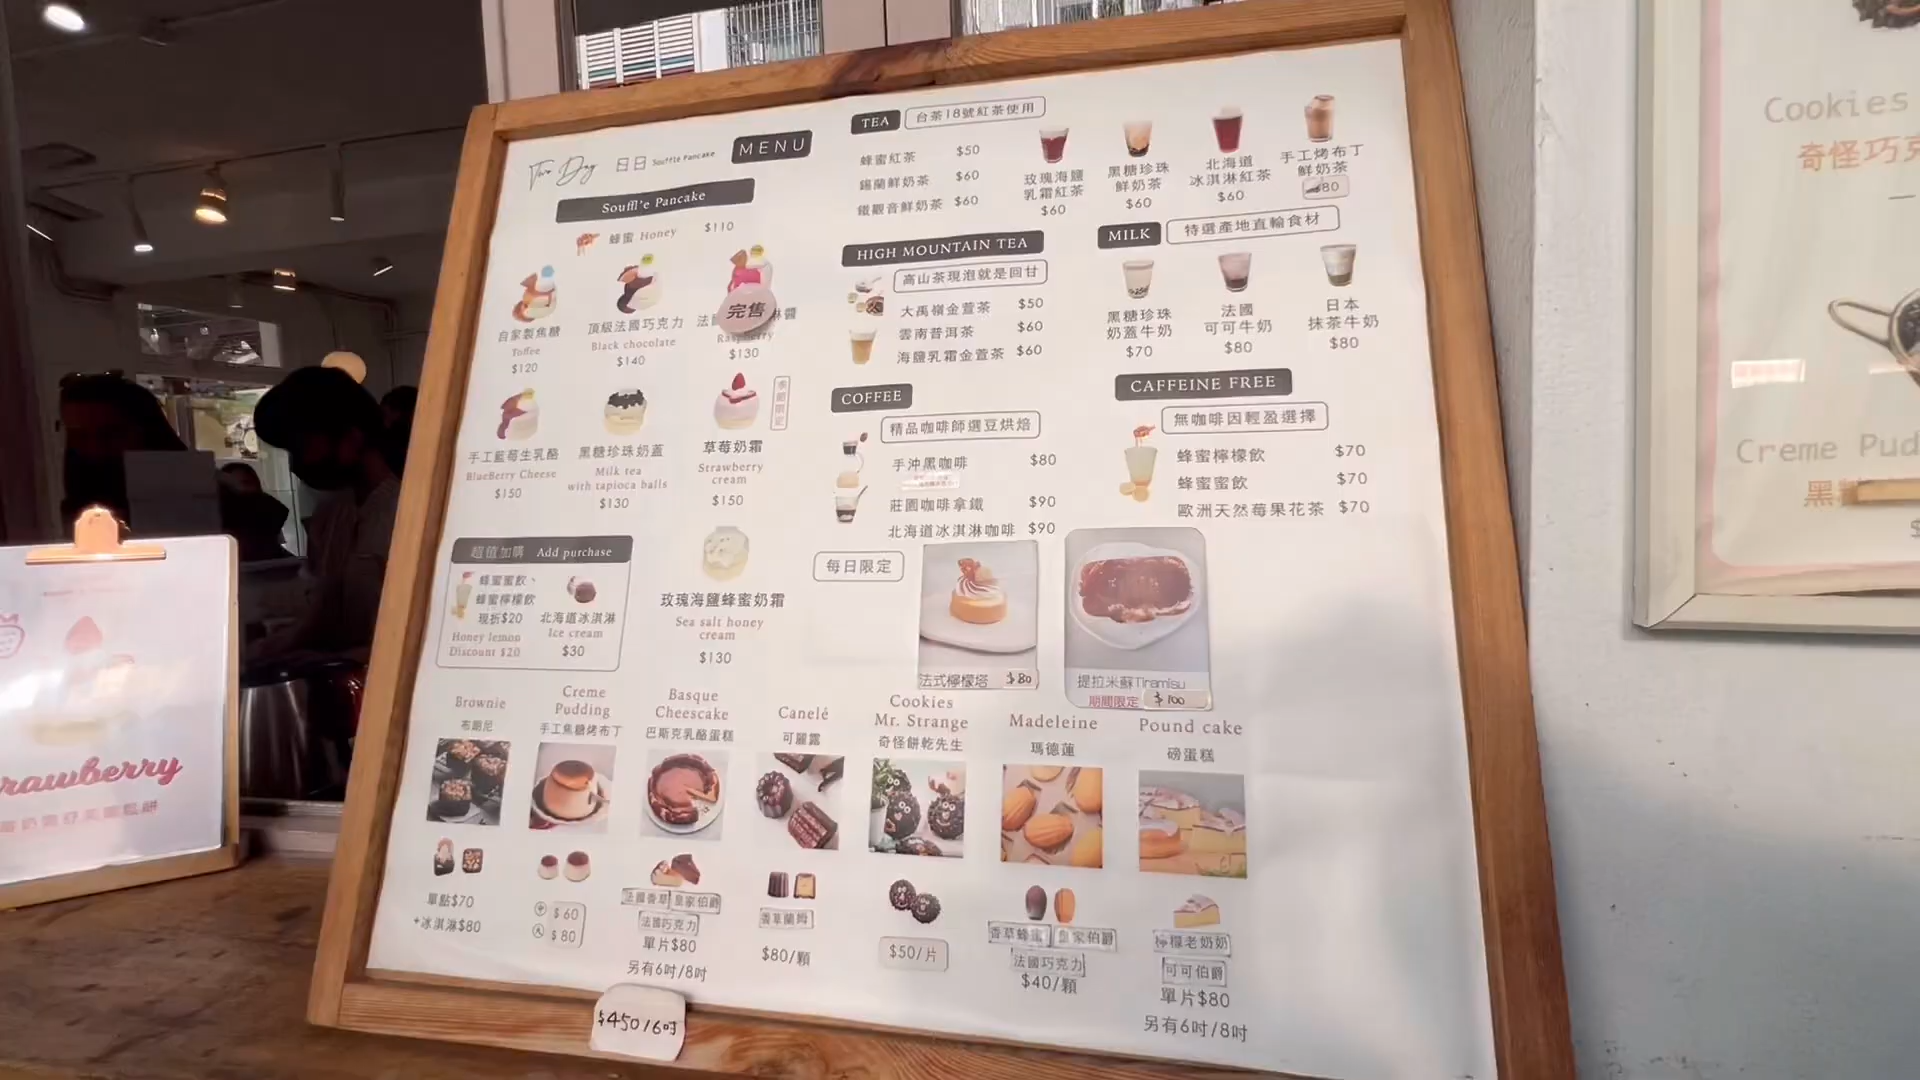 Two Day 日日 Souffle Pancake
MENU
Souffl'e Pancake
蜂蜜 Honey $110
自家製焦糖
Toffee
$120
頂級法國巧克力
Black chocolate
$140
完售
Raspberry
$130
手工藍莓生乳酪
BlueBerry Cheese
$150
黑糖珍珠奶蓋
Milk tea
with tapioca balls
$130
季節限定
草莓奶霜
Strawberry
cream
$150
超值加購 Add purchase
蜂蜜蜜飲、
蜂蜜檸檬飲
現折$20
Honey lemon
Discount $20
北海道冰淇淋
Ice cream
$30
玫瑰海鹽蜂蜜奶霜
Sea salt honey
cream
$130
TEA 台茶18號紅茶使用
蜂蜜紅茶 $50
錫蘭鮮奶茶 $60
鐵觀音鮮奶茶 $60
玫瑰海鹽
乳霜紅茶
$60
黑糖珍珠
鮮奶茶
$60
北海道
冰淇淋紅茶
$60
手工烤布丁
鮮奶茶
80
HIGH MOUNTAIN TEA
高山茶現泡就是回甘
大禹嶺金萱茶 $50
雲南普洱茶 $60
海鹽乳霜金萱茶 $60
MILK 特選產地直輸食材
黑糖珍珠
奶蓋牛奶
$70
法國
可可牛奶
$80
日本
抹茶牛奶
$80
COFFEE
精品咖啡師選豆烘焙
手沖黑咖啡 $80
莊園咖啡拿鐵 $90
北海道冰淇淋咖啡 $90
CAFFEINE FREE
無咖啡因輕盈選擇
蜂蜜檸檬飲 $70
蜂蜜蜜飲 $70
歐洲天然莓果花茶 $70
每日限定
法式檸檬塔 $80
提拉米蘇Tiramisu
期間限定 $100
Brownie
布朗尼
單點$70
+冰淇淋$80
Creme
Pudding
手工焦糖烤布丁
中 $60
大 $80
Basque
Cheescake
巴斯克乳酪蛋糕
法國香草 皇家伯爵
法國巧克力
單片$80
另有6吋/8吋
$450/6吋
Canelé
可麗露
香草蘭姆
$80/顆
Cookies
Mr. Strange
奇怪餅乾先生
$50/片
Madeleine
瑪德蓮
香草蜂蜜 皇家伯爵
法國巧克力
$40/顆
Pound cake
磅蛋糕
檸檬老奶奶
可可伯爵
單片$80
另有6吋/8吋
rawberry
Cookies
奇怪巧克
Creme Pud
黑